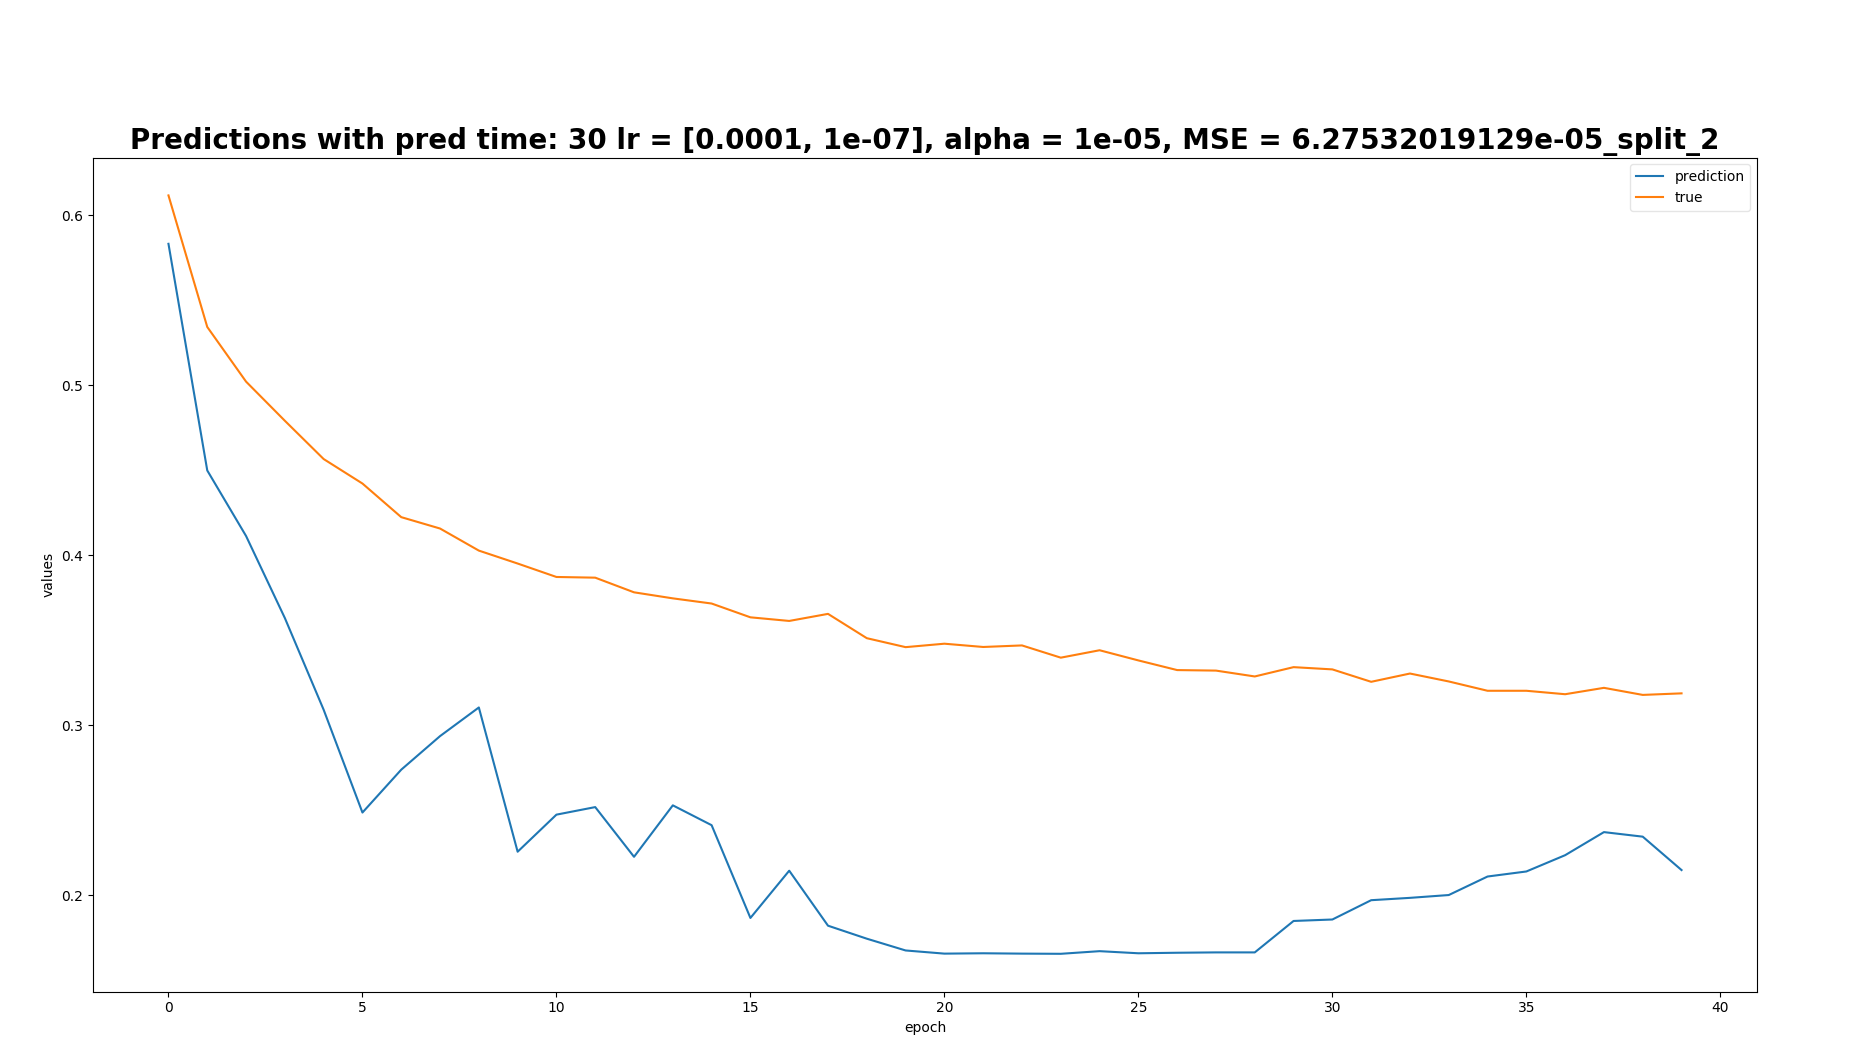 Predictions with pred time: 30 lr = [0.0001, 1e-07], alpha = 1e-05, MSE = 6.27532019129e-05_split_2
prediction
true
0.6
0.5
0.4
0.3
0.2
values
0 5 10 15 20 25 30 35 40
epoch